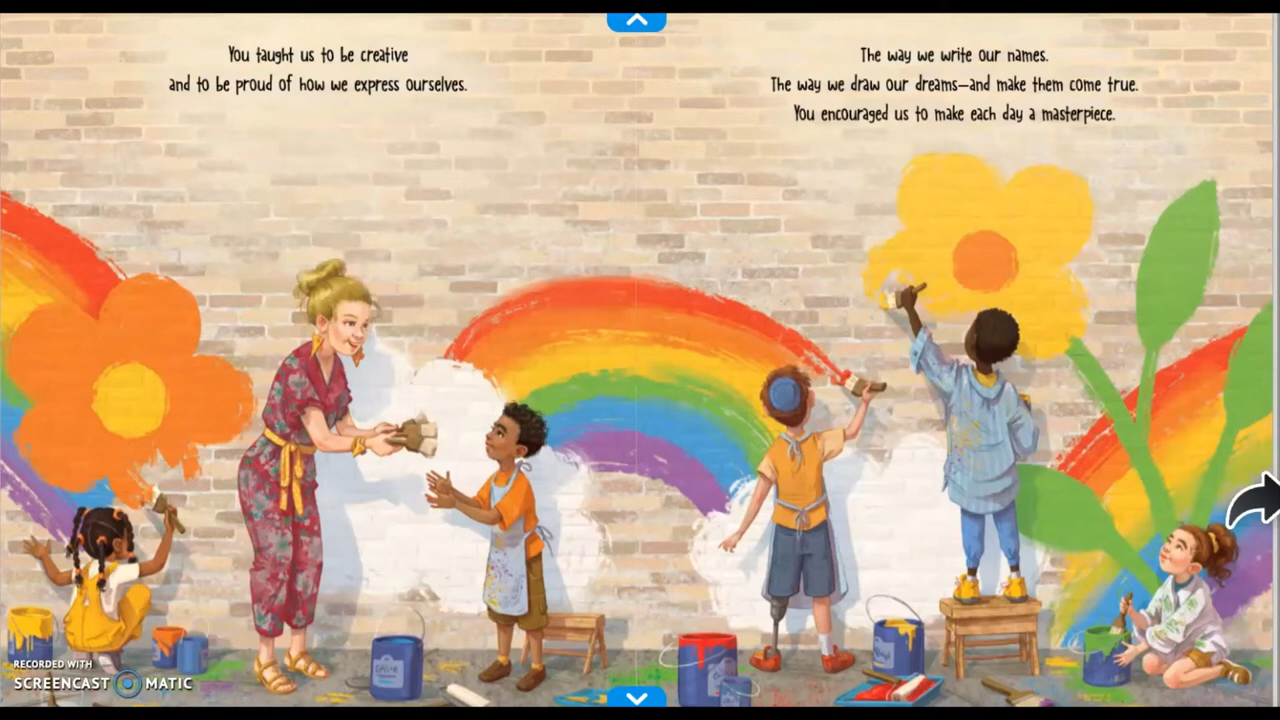 You taught us to be creative
and to be proud of how we express ourselves.
The way we write our names.
The way we draw our dreams—and make them come true.
You encouraged us to make each day a masterpiece.
RECORDED WITH
SCREENCAST MATIC